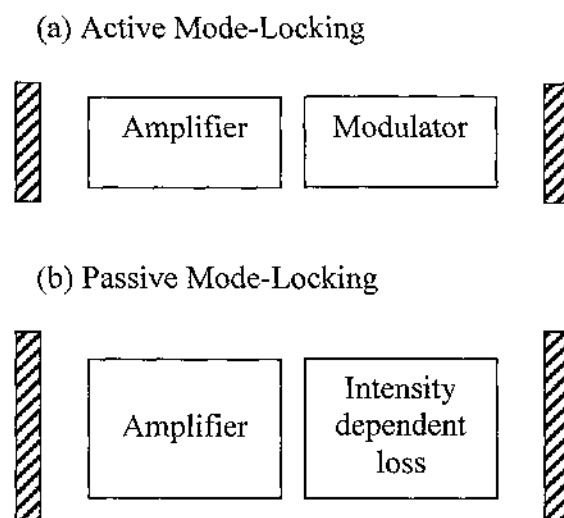 (a) Active Mode-Locking
Amplifier
Modulator
(b) Passive Mode-Locking
Amplifier
Intensity
dependent
loss